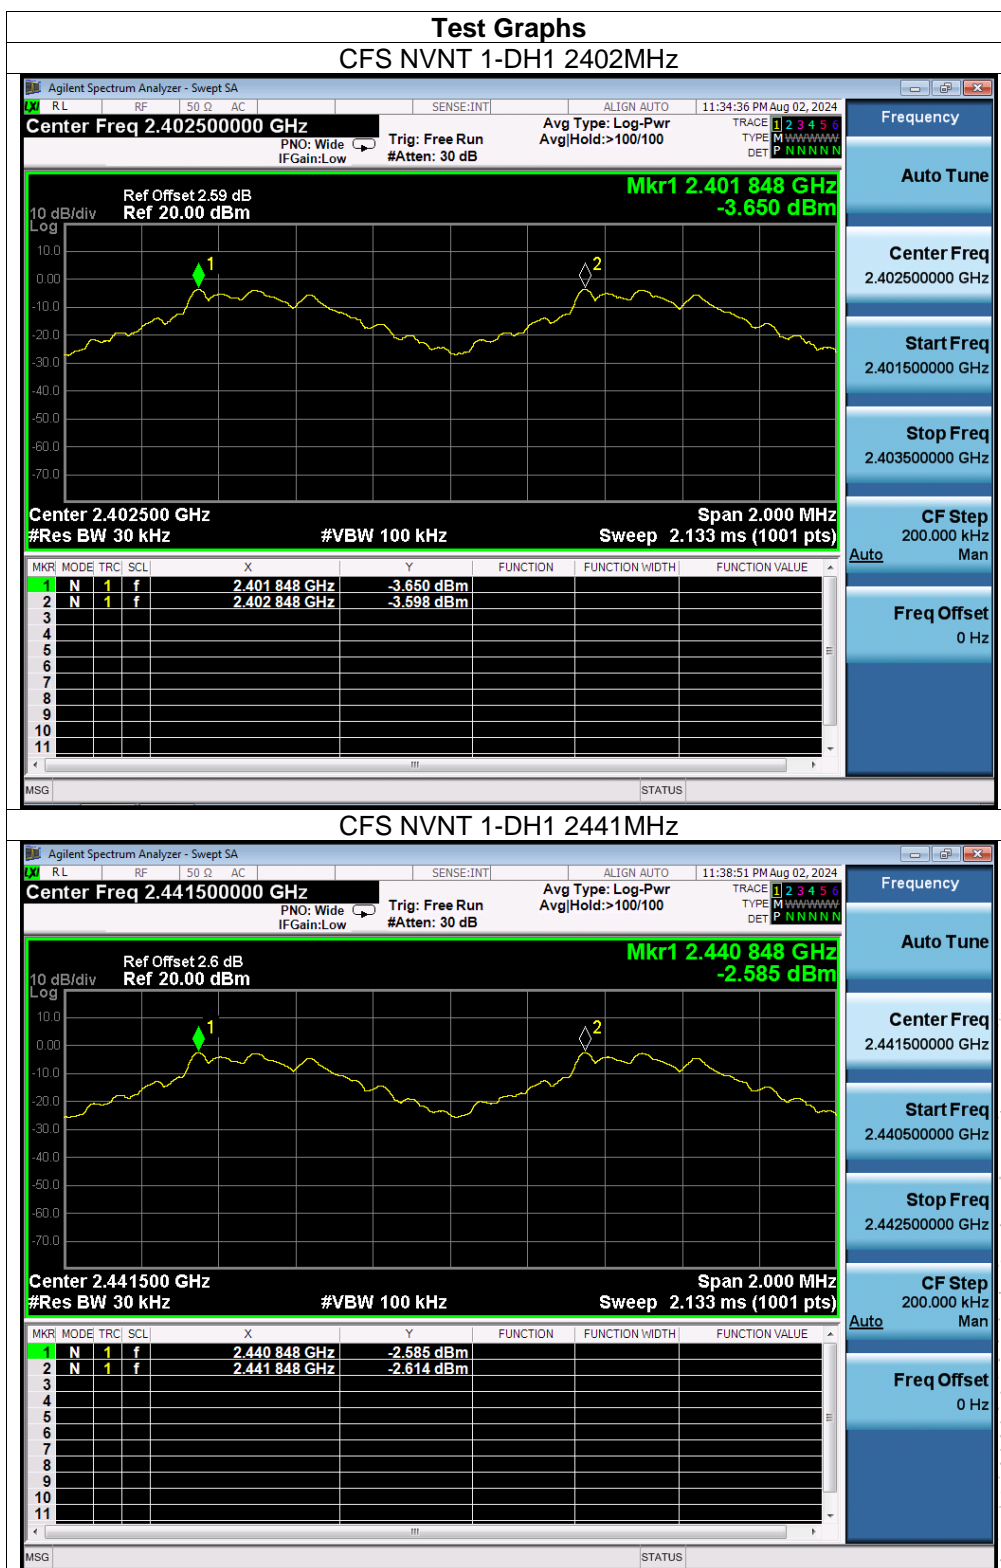 Test Graphs
CFS NVNT 1-DH1 2402MHz
Agilent Spectrum Analyzer - Swept SA
LXI RL RF 50 Ω AC SENSE:INT ALIGN AUTO 11:34:36 PM Aug 02, 2024
Center Freq 2.402500000 GHz
PNO: Wide
IFGain:Low
Trig: Free Run
#Atten: 30 dB
Avg Type: Log-Pwr
Avg|Hold:>100/100
TRACE 1 2 3 4 5 6
TYPE M WWWWW
DET P N N N N N
Mkr1 2.401 848 GHz
-3.650 dBm
Ref Offset 2.59 dB
10 dB/div Ref 20.00 dBm
Log
10.0
0.00
-10.0
-20.0
-30.0
-40.0
-50.0
-60.0
-70.0
1
2
Center 2.402500 GHz Span 2.000 MHz
#Res BW 30 kHz #VBW 100 kHz Sweep 2.133 ms (1001 pts)
MKR MODE TRC SCL X Y FUNCTION FUNCTION WIDTH FUNCTION VALUE
1 N 1 f 2.401 848 GHz -3.650 dBm
2 N 1 f 2.402 848 GHz -3.598 dBm
3
4
5
6
7
8
9
10
11
MSG STATUS
Frequency
Auto Tune
Center Freq
2.402500000 GHz
Start Freq
2.401500000 GHz
Stop Freq
2.403500000 GHz
CF Step
200.000 kHz
Auto Man
Freq Offset
0 Hz
CFS NVNT 1-DH1 2441MHz
Agilent Spectrum Analyzer - Swept SA
LXI RL RF 50 Ω AC SENSE:INT ALIGN AUTO 11:38:51 PM Aug 02, 2024
Center Freq 2.441500000 GHz
PNO: Wide
IFGain:Low
Trig: Free Run
#Atten: 30 dB
Avg Type: Log-Pwr
Avg|Hold:>100/100
TRACE 1 2 3 4 5 6
TYPE M WWWWW
DET P N N N N N
Mkr1 2.440 848 GHz
-2.585 dBm
Ref Offset 2.6 dB
10 dB/div Ref 20.00 dBm
Log
10.0
0.00
-10.0
-20.0
-30.0
-40.0
-50.0
-60.0
-70.0
1
2
Center 2.441500 GHz Span 2.000 MHz
#Res BW 30 kHz #VBW 100 kHz Sweep 2.133 ms (1001 pts)
MKR MODE TRC SCL X Y FUNCTION FUNCTION WIDTH FUNCTION VALUE
1 N 1 f 2.440 848 GHz -2.585 dBm
2 N 1 f 2.441 848 GHz -2.614 dBm
3
4
5
6
7
8
9
10
11
MSG STATUS
Frequency
Auto Tune
Center Freq
2.441500000 GHz
Start Freq
2.440500000 GHz
Stop Freq
2.442500000 GHz
CF Step
200.000 kHz
Auto Man
Freq Offset
0 Hz